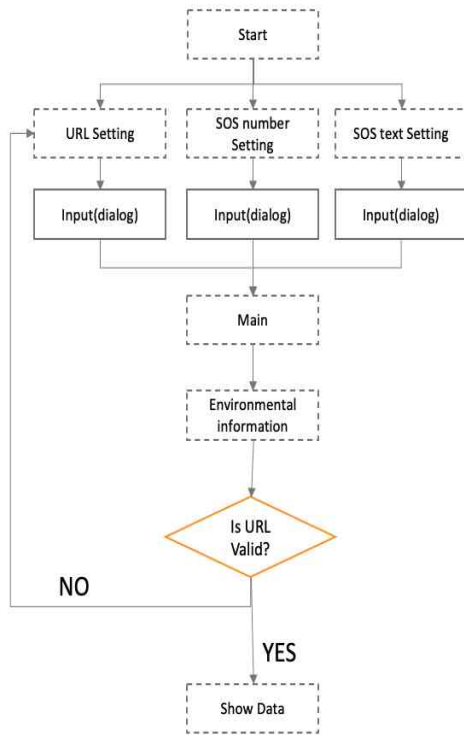 Start
URL Setting
SOS number
Setting
SOS text Setting
Input(dialog)
Input(dialog)
Input(dialog)
Main
Environmental
information
Is URL
Valid?
NO
YES
Show Data